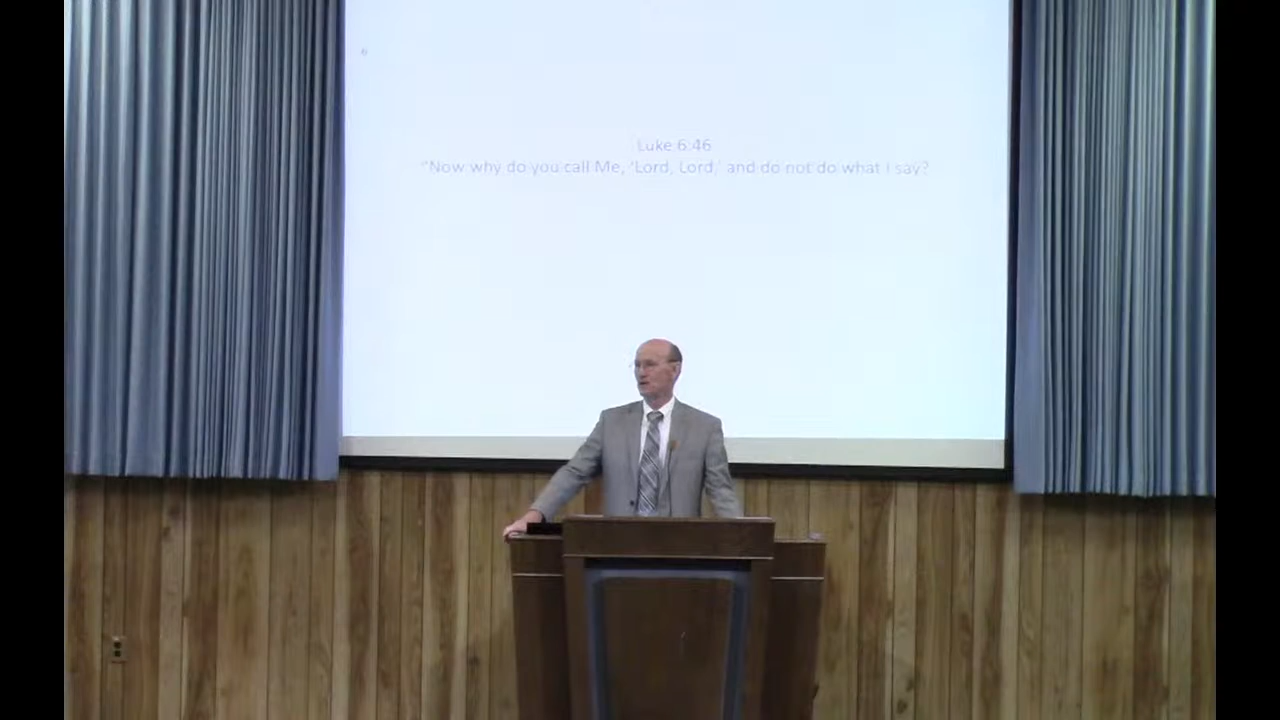 Luke 6:46
"Now why do you call Me, 'Lord, Lord,' and do not do what I say?